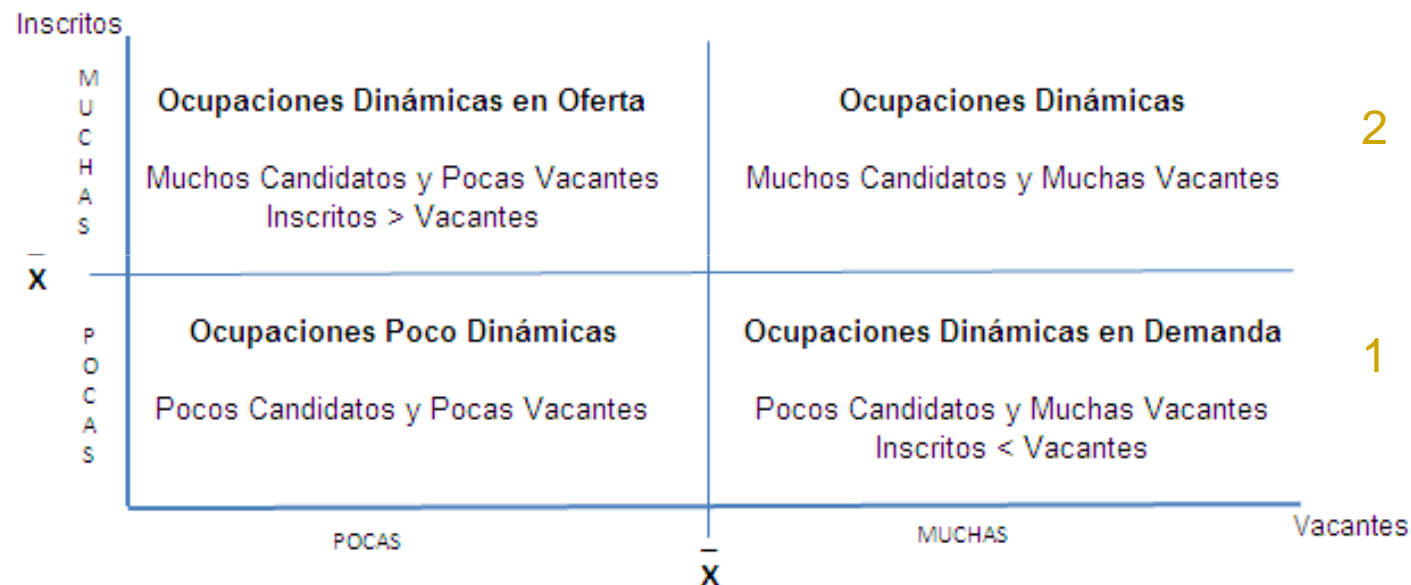 Inscritos
MUCHAS
Ocupaciones Dinámicas en Oferta
Muchos Candidatos y Pocas Vacantes
Inscritos > Vacantes
Ocupaciones Dinámicas
Muchos Candidatos y Muchas Vacantes
2
X̄
POCAS
Ocupaciones Poco Dinámicas
Pocos Candidatos y Pocas Vacantes
Ocupaciones Dinámicas en Demanda
Pocos Candidatos y Muchas Vacantes
Inscritos < Vacantes
1
POCAS
X̄
MUCHAS
Vacantes